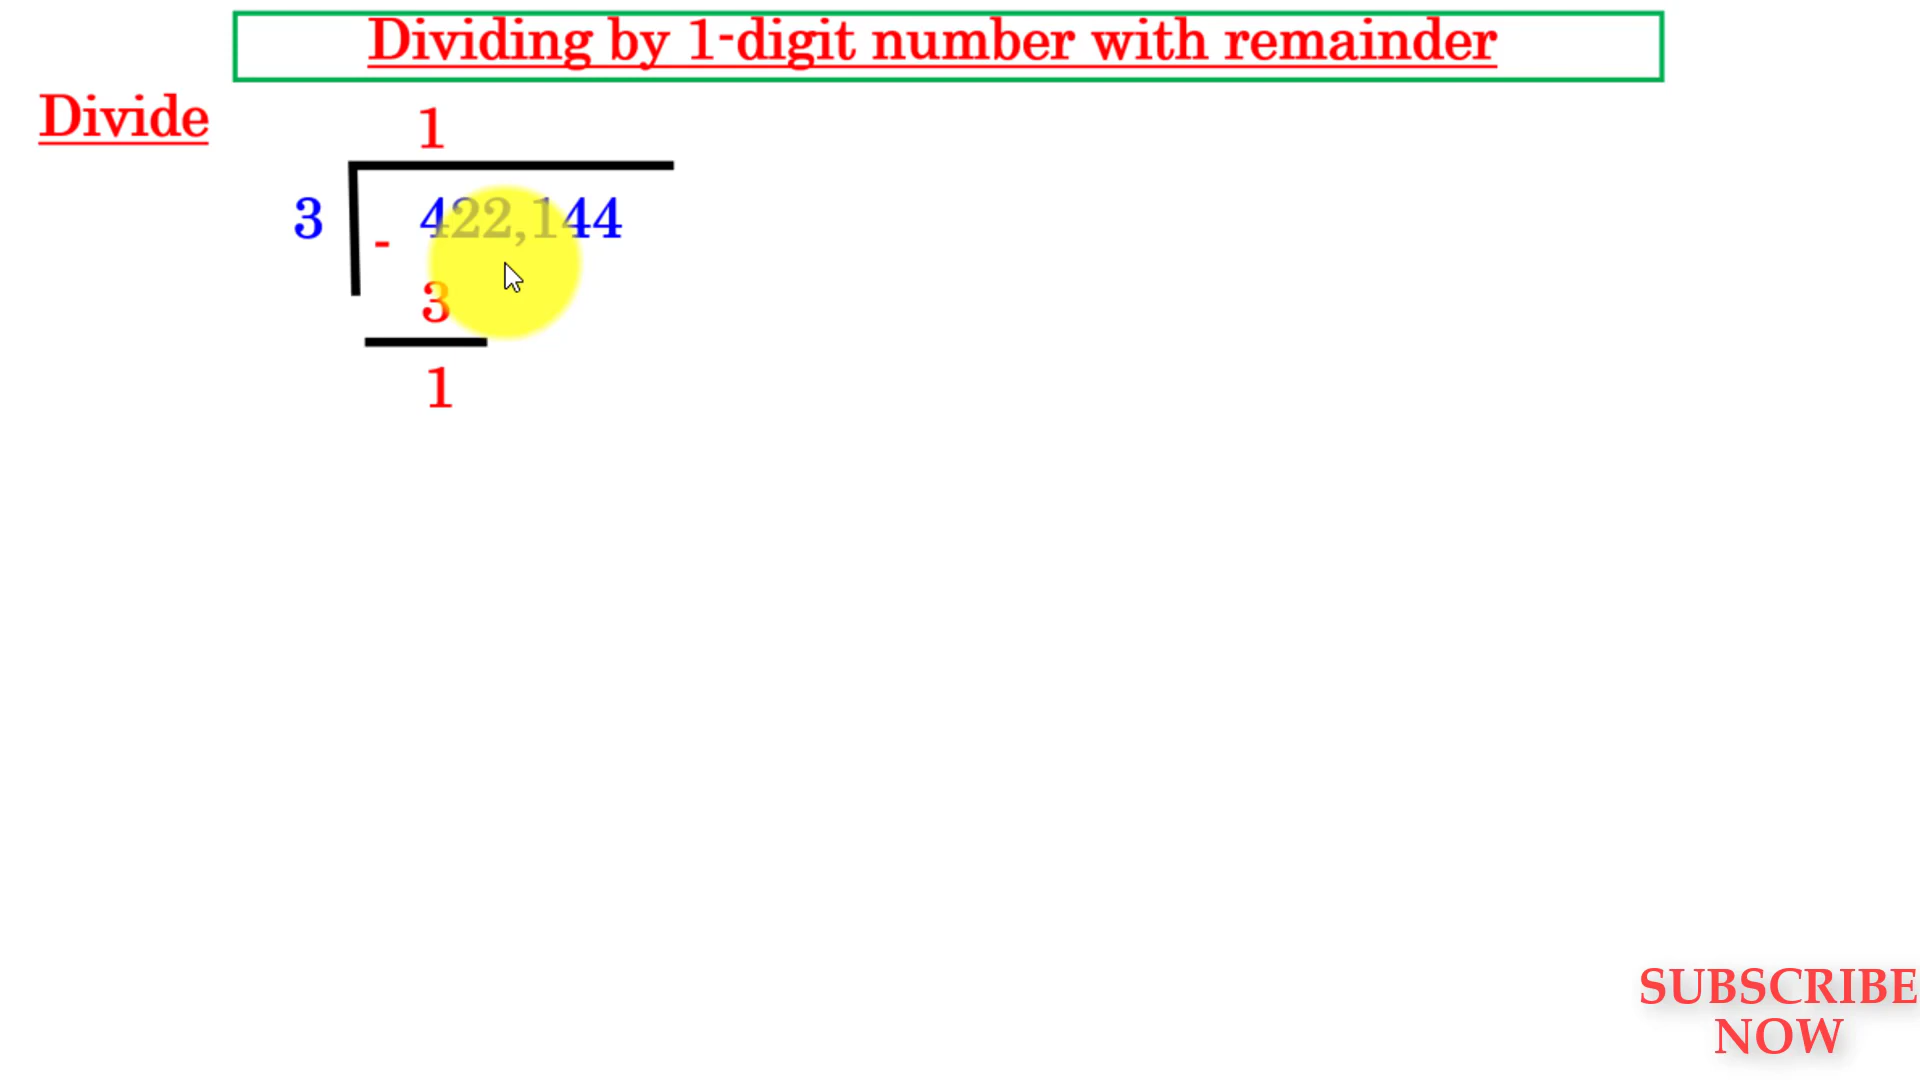 Dividing by 1-digit number with remainder
Divide
1
3 422,144
-
3
1
SUBSCRIBE
NOW